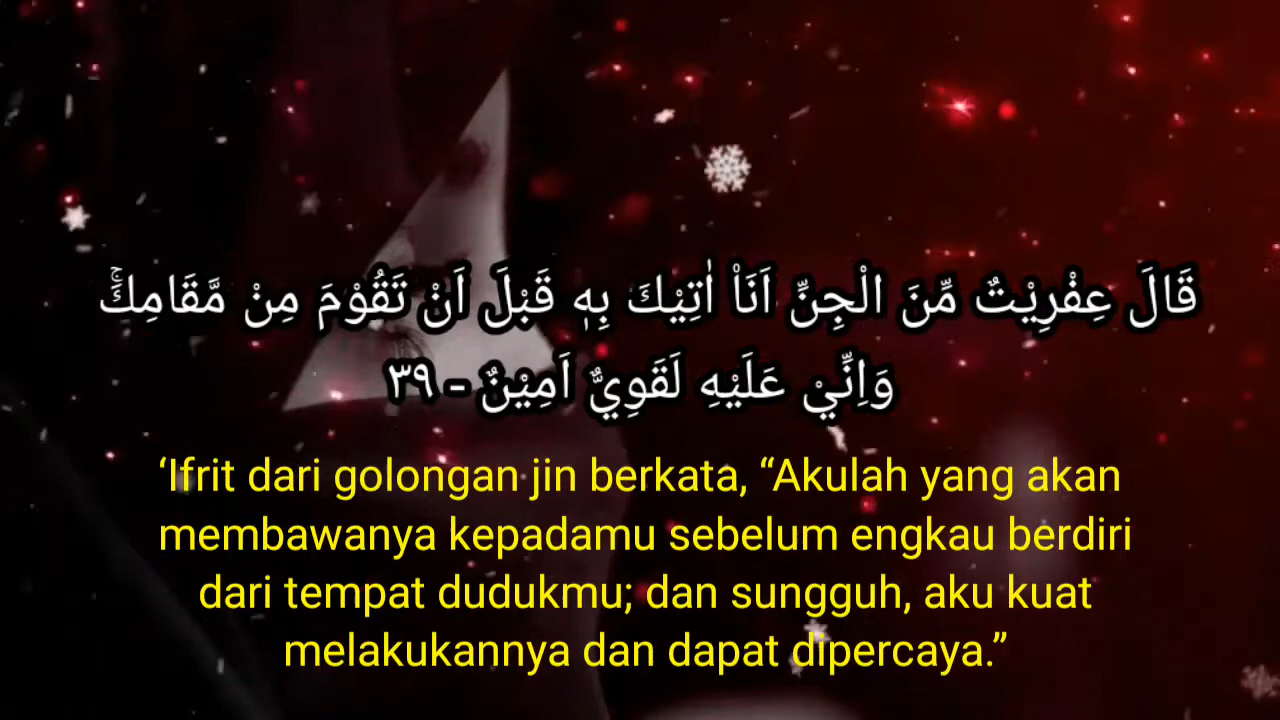 قَالَ عِفْرِيْتٌ مِّنَ الْجِنِّ اَنَا۠ اٰتِيْكَ بِهٖ قَبْلَ اَنْ تَقُوْمَ مِنْ مَّقَامِكَۚ
وَاِنِّيْ عَلَيْهِ لَقَوِيٌّ اَمِيْنٌ - ٣٩
‘Ifrit dari golongan jin berkata, “Akulah yang akan
membawanya kepadamu sebelum engkau berdiri
dari tempat dudukmu; dan sungguh, aku kuat
melakukannya dan dapat dipercaya.”